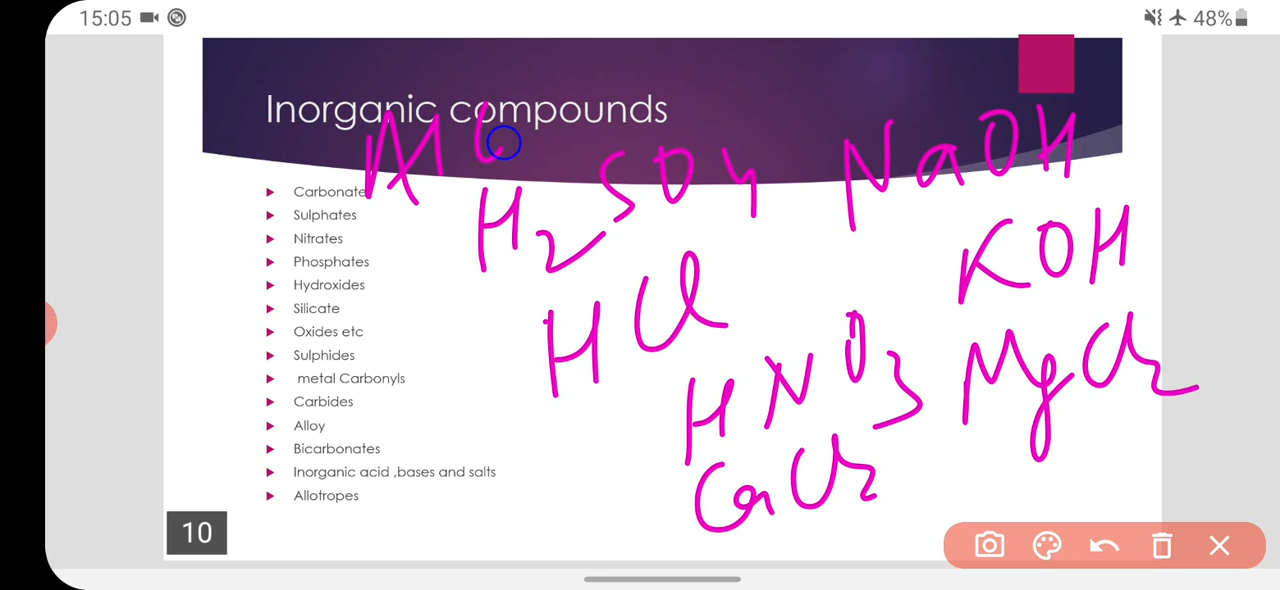 15:05
48%
Inorganic compounds
Carbonate
Sulphates
Nitrates
Phosphates
Hydroxides
Silicate
Oxides etc
Sulphides
metal Carbonyls
Carbides
Alloy
Bicarbonates
Inorganic acid ,bases and salts
Allotropes
10
M
H2SO4
NaOH
KOH
HCl
HNO3
MgCl2
CaCl2